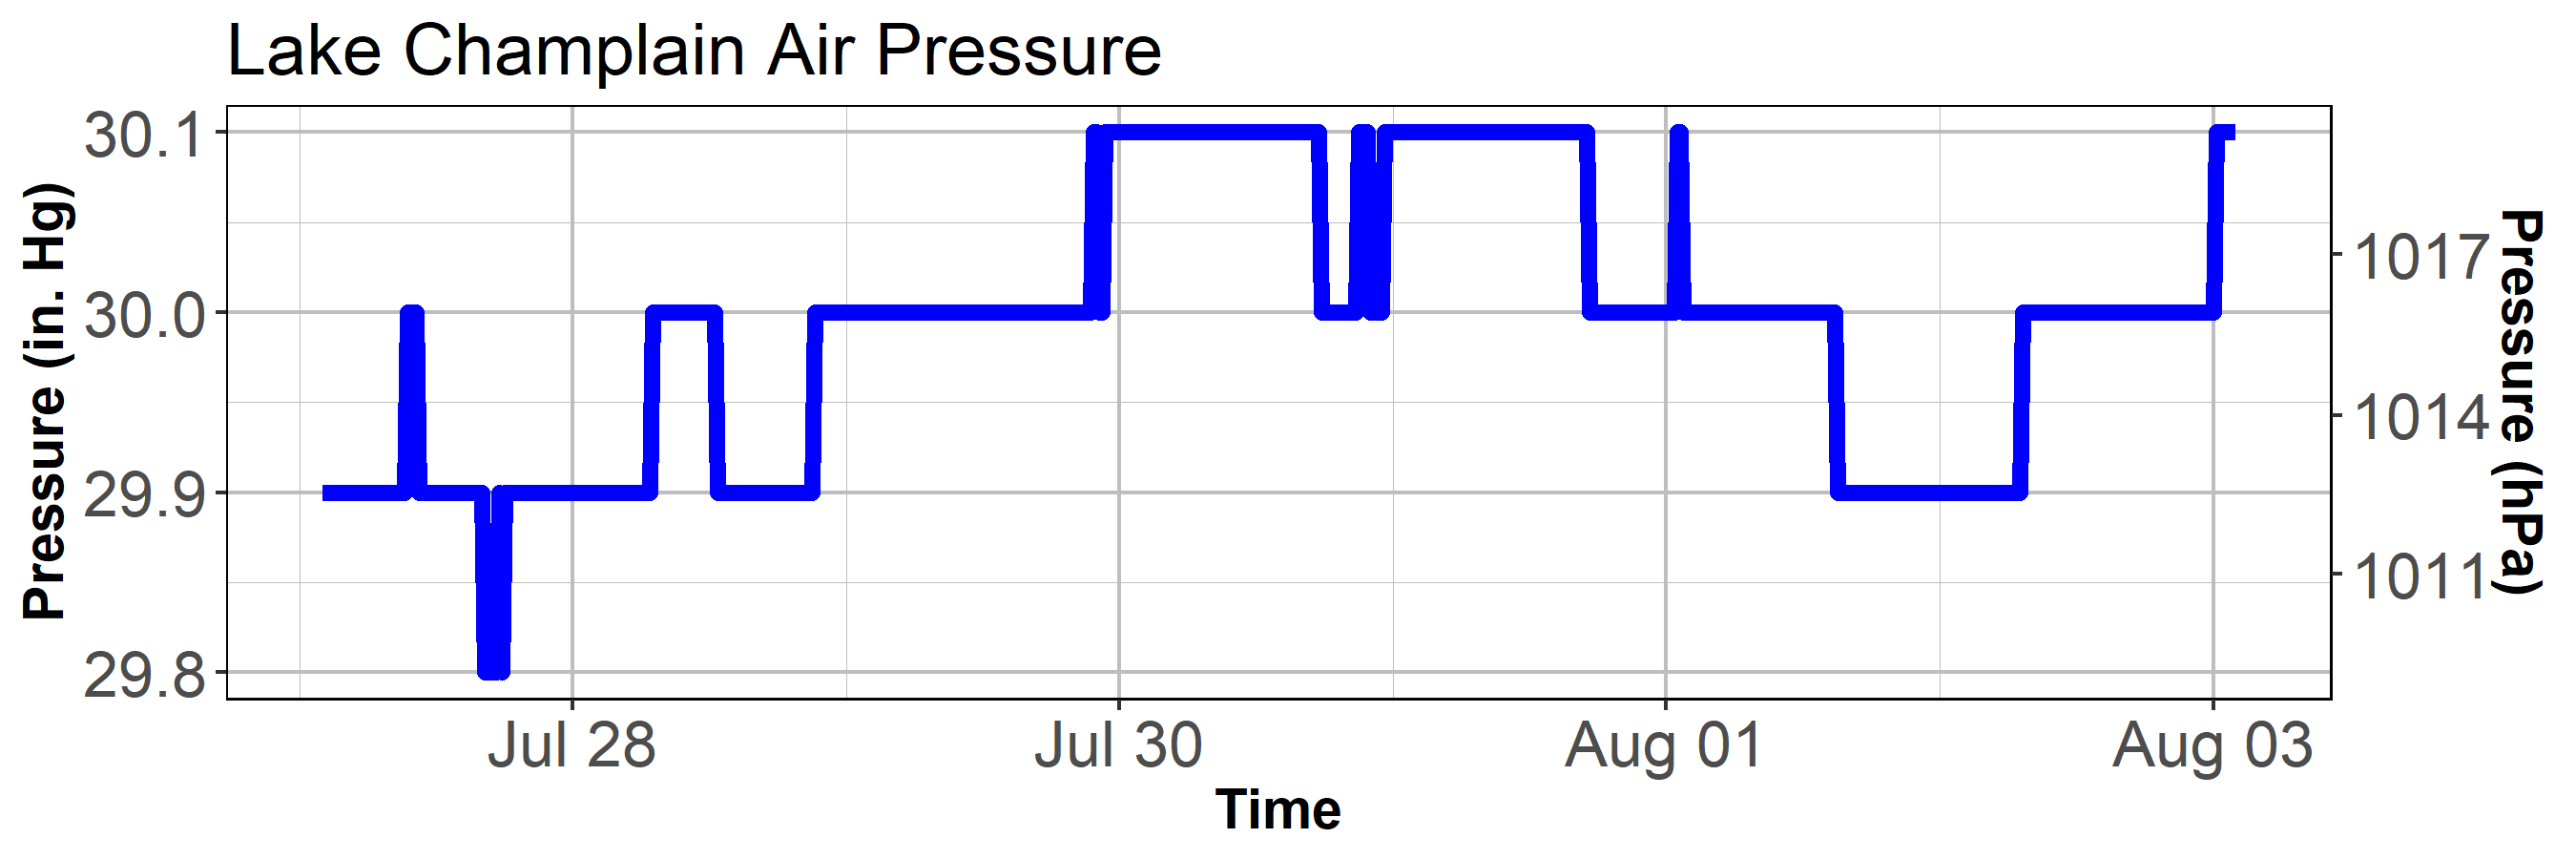 Lake Champlain Air Pressure
Pressure (in. Hg)
30.1
30.0
29.9
29.8
1017
1014
1011
Pressure (hPa)
Jul 28
Jul 30
Aug 01
Aug 03
Time